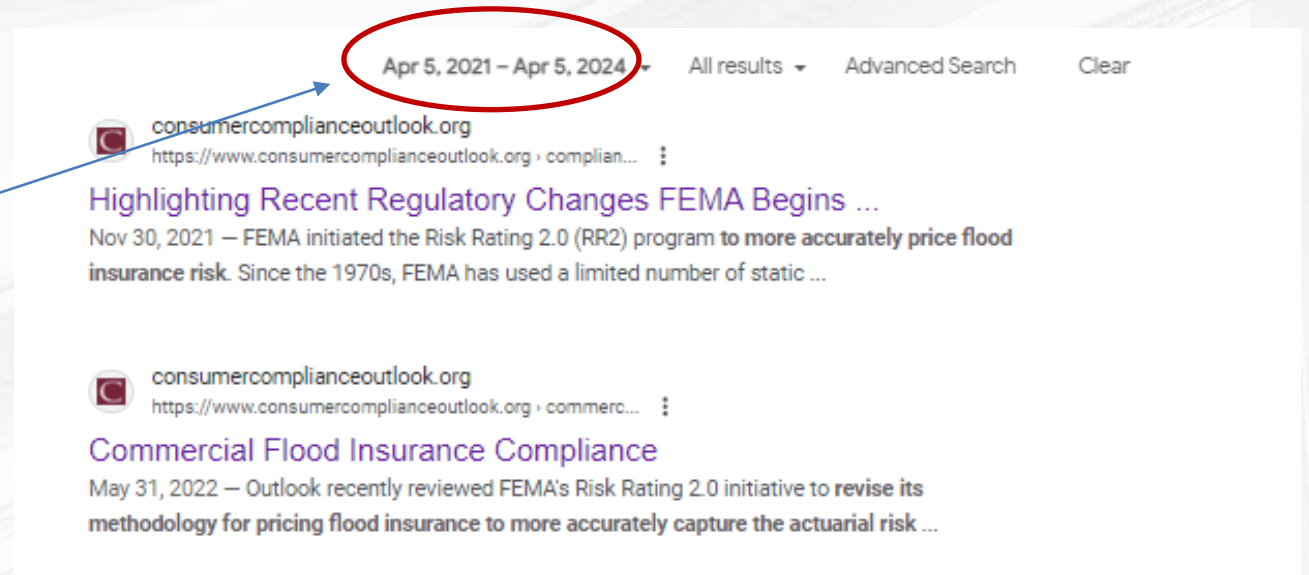 Apr 5, 2021 – Apr 5, 2024 All results Advanced Search Clear
C consumercomplianceoutlook.org
https://www.consumercomplianceoutlook.org › complian...
Highlighting Recent Regulatory Changes FEMA Begins ...
Nov 30, 2021 — FEMA initiated the Risk Rating 2.0 (RR2) program to more accurately price flood
insurance risk. Since the 1970s, FEMA has used a limited number of static ...
C consumercomplianceoutlook.org
https://www.consumercomplianceoutlook.org › commerc...
Commercial Flood Insurance Compliance
May 31, 2022 — Outlook recently reviewed FEMA's Risk Rating 2.0 initiative to revise its
methodology for pricing flood insurance to more accurately capture the actuarial risk ...